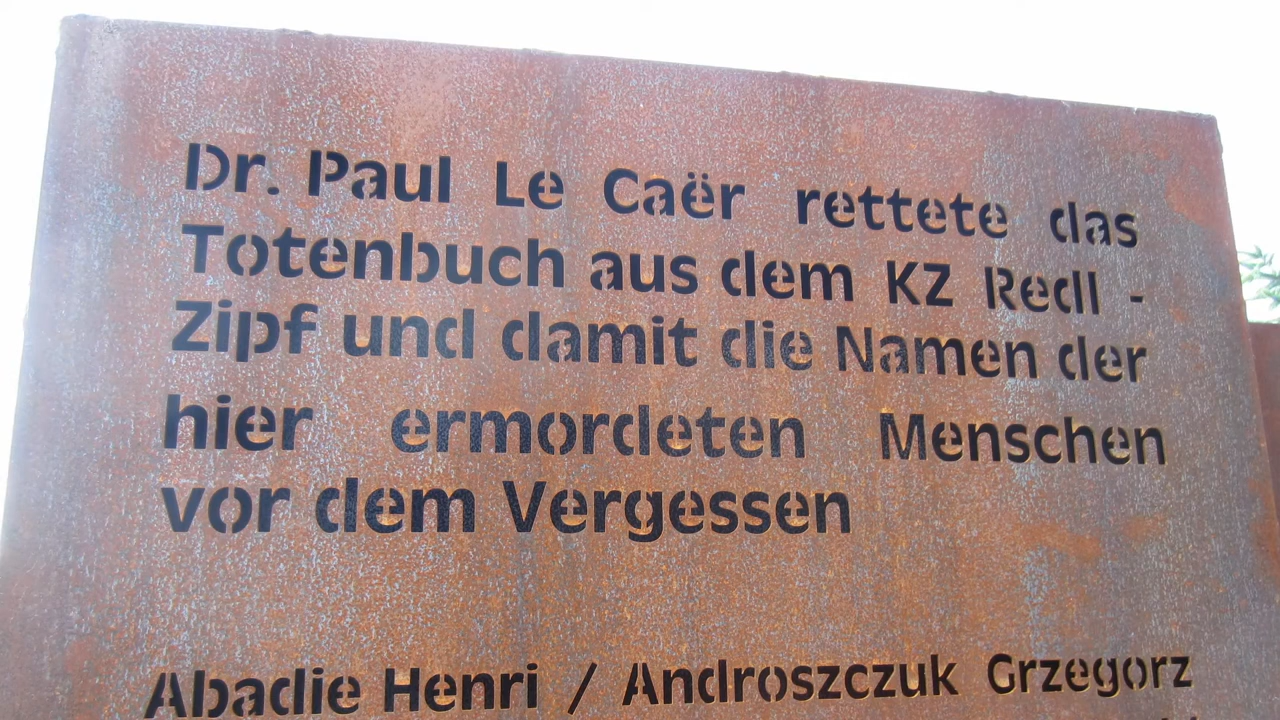 Dr. Paul Le Caër rettete das
Totenbuch aus dem KZ Redl -
Zipf und damit die Namen der
hier ermordeten Menschen
vor dem Vergessen
Abadie Henri / Androszczuk Grzegorz